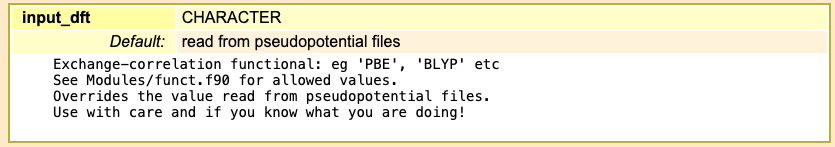 input_dft CHARACTER
Default: read from pseudopotential files
Exchange-correlation functional: eg 'PBE', 'BLYP' etc
See Modules/funct.f90 for allowed values.
Overrides the value read from pseudopotential files.
Use with care and if you know what you are doing!